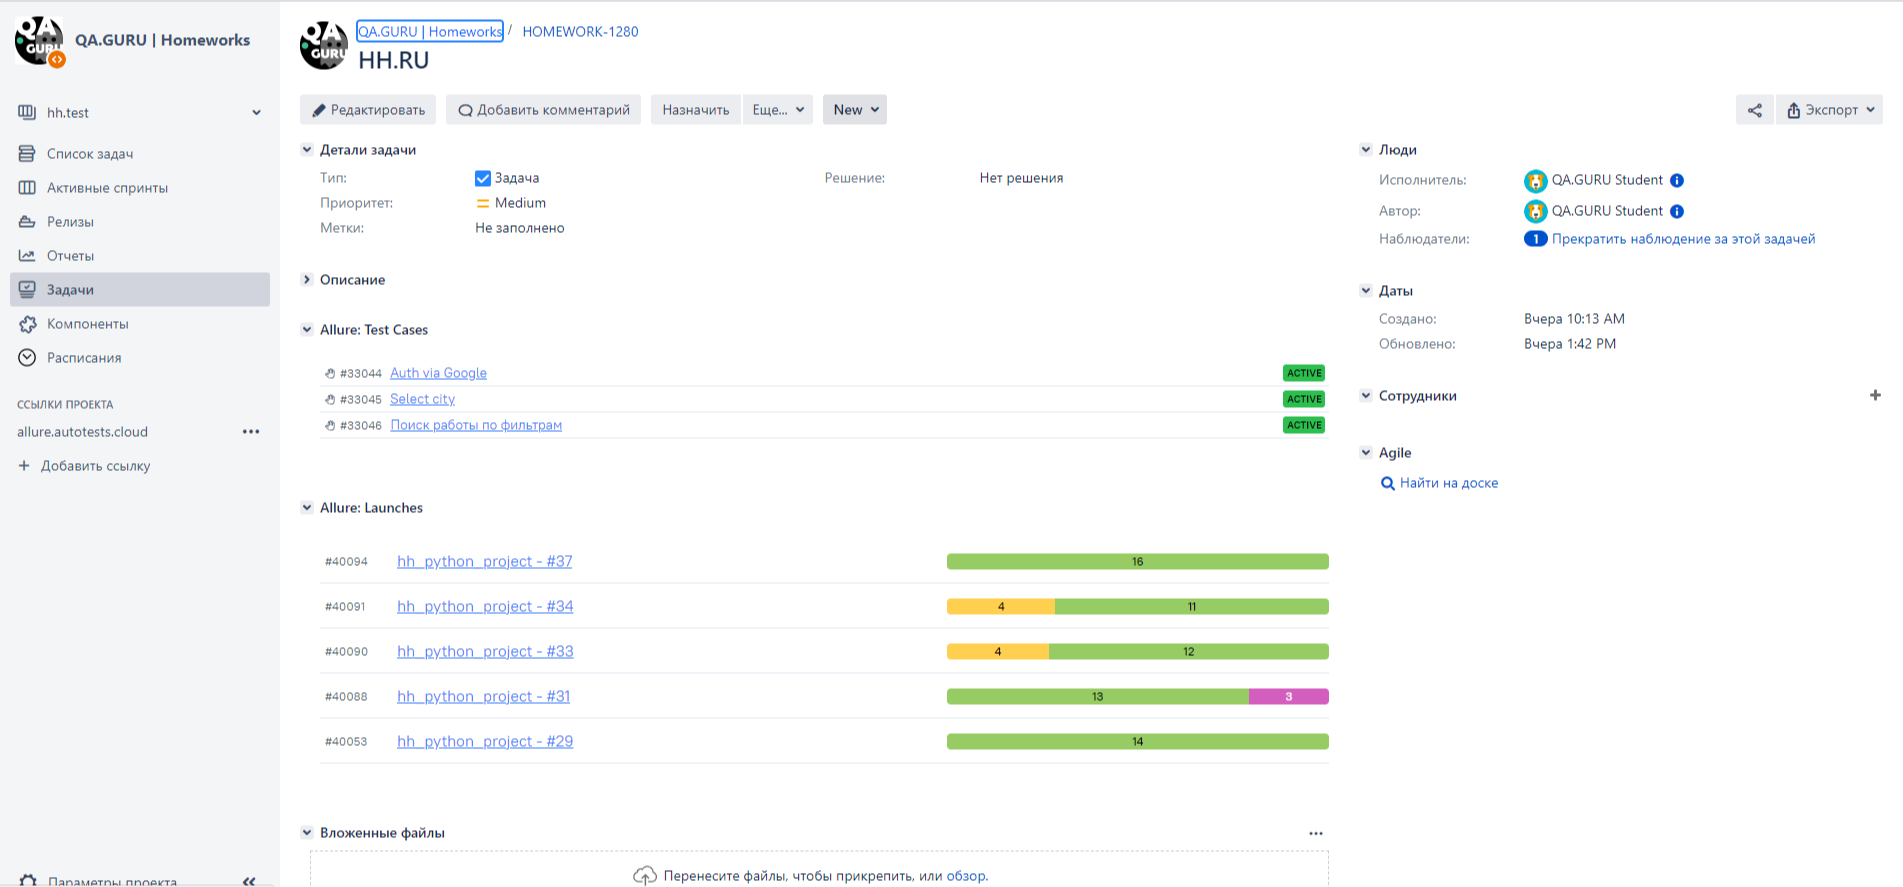 QA.GURU | Homeworks
hh.test
Список задач
Активные спринты
Релизы
Отчеты
Задачи
Компоненты
Расписания
ССЫЛКИ ПРОЕКТА
allure.autotests.cloud
Добавить ссылку
Параметры проекта
QA
GURU
QA.GURU | Homeworks / HOMEWORK-1280
HH.RU
Редактировать Добавить комментарий Назначить Еще... New Экспорт
Детали задачи
Тип: Задача Решение: Нет решения
Приоритет: Medium
Метки: Не заполнено
Описание
Allure: Test Cases
#33044 Auth via Google ACTIVE
#33045 Select city ACTIVE
#33046 Поиск работы по фильтрам ACTIVE
Allure: Launches
#40094 hh_python_project - #37 16
#40091 hh_python_project - #34 4 11
#40090 hh_python_project - #33 4 12
#40088 hh_python_project - #31 13 3
#40053 hh_python_project - #29 14
Вложенные файлы
Перенесите файлы, чтобы прикрепить, или обзор.
Люди
Исполнитель: QA.GURU Student
Автор: QA.GURU Student
Наблюдатели: 1 Прекратить наблюдение за этой задачей
Даты
Создано: Вчера 10:13 AM
Обновлено: Вчера 1:42 PM
Сотрудники
Agile
Найти на доске